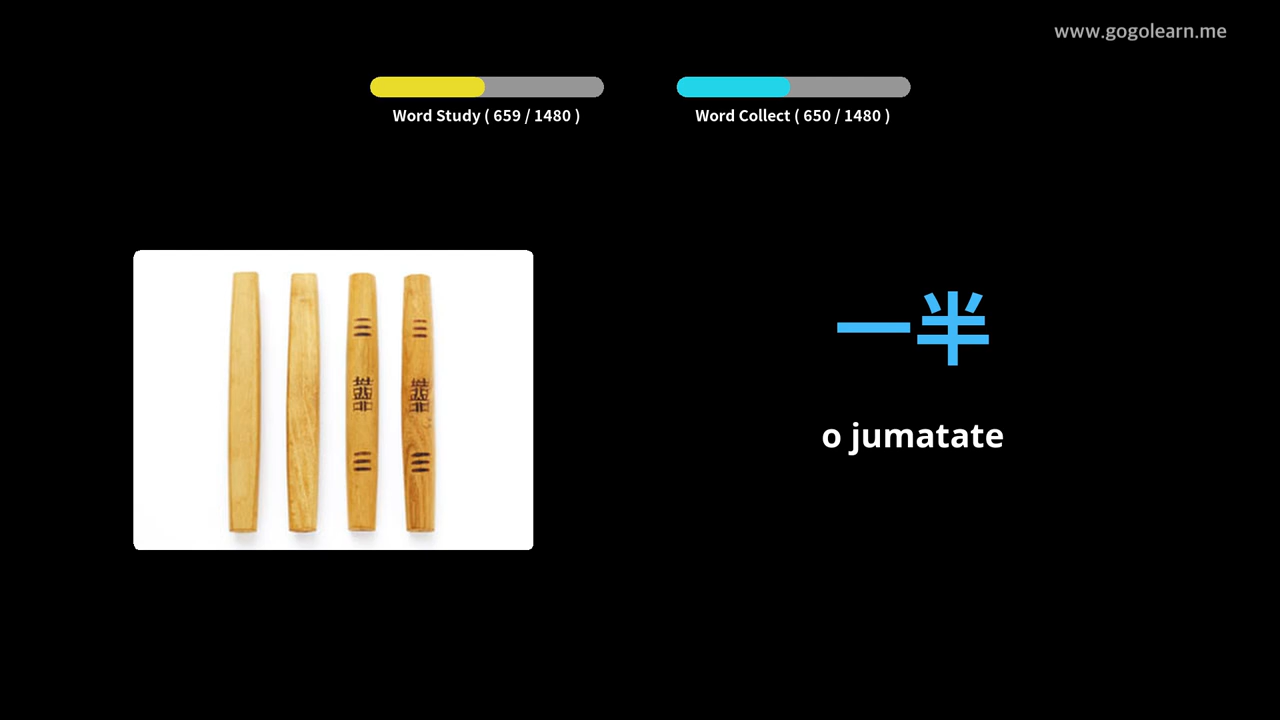 www.gogolearn.me
Word Study ( 659 / 1480 )
Word Collect ( 650 / 1480 )
一半
o jumatate